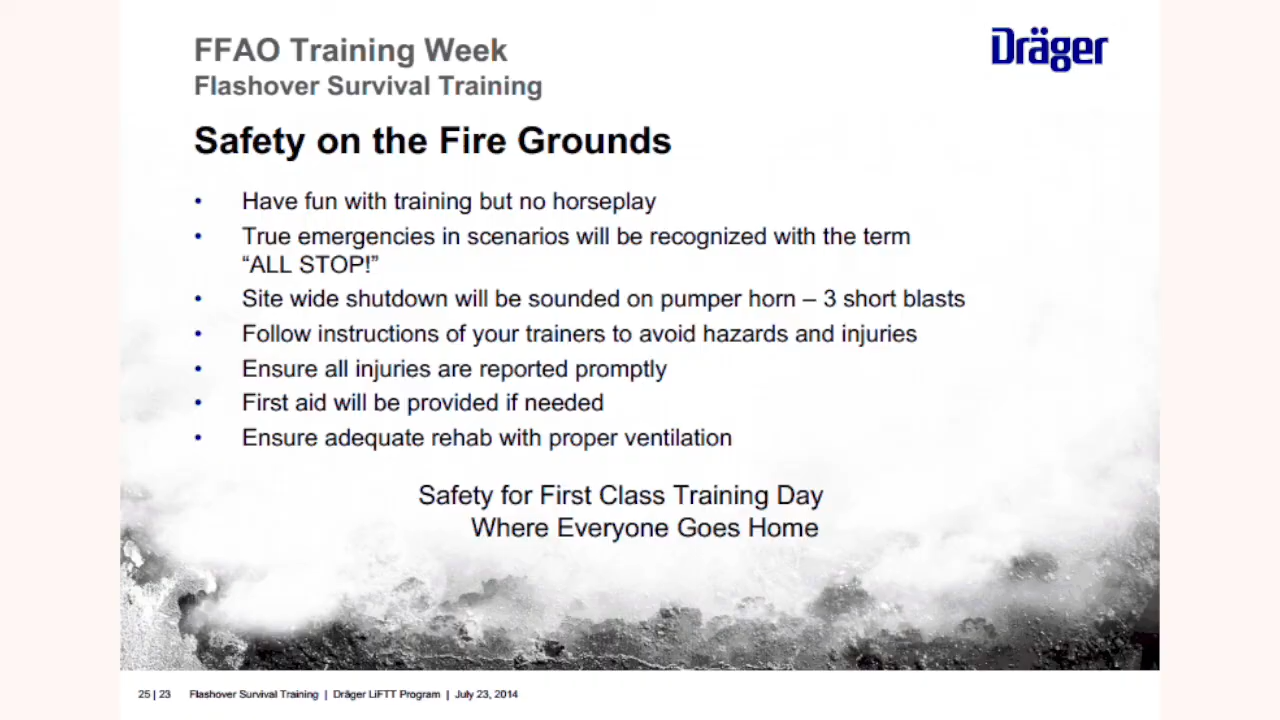 FFAO Training Week
Dräger
Flashover Survival Training
Safety on the Fire Grounds
• Have fun with training but no horseplay
• True emergencies in scenarios will be recognized with the term
“ALL STOP!”
• Site wide shutdown will be sounded on pumper horn – 3 short blasts
• Follow instructions of your trainers to avoid hazards and injuries
• Ensure all injuries are reported promptly
• First aid will be provided if needed
• Ensure adequate rehab with proper ventilation
Safety for First Class Training Day
Where Everyone Goes Home
25 | 23 Flashover Survival Training | Dräger LiFTT Program | July 23, 2014